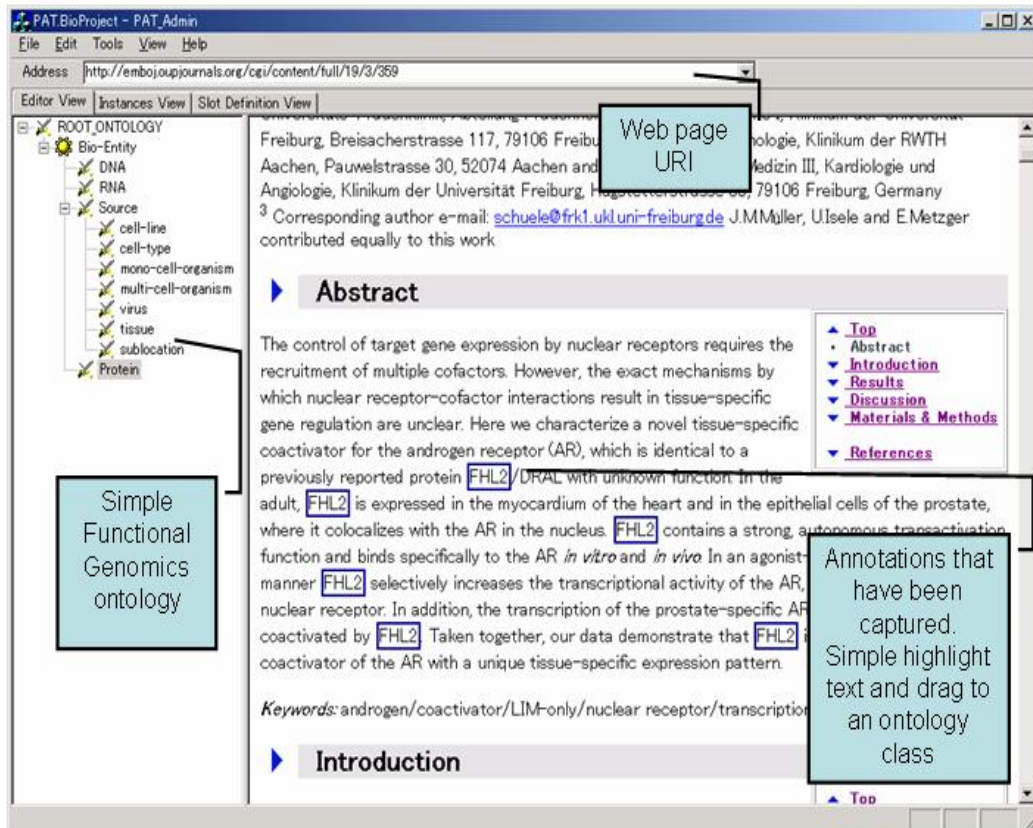 PAT.BioProject - PAT_Admin
File Edit Tools View Help
Address http://emboj.oupjournals.org/cgi/content/full/19/3/359
Editor View Instances View Slot Definition View
ROOT_ONTOLOGY
Bio-Entity
DNA
RNA
Source
cell-line
cell-type
mono-cell-organism
multi-cell-organism
virus
tissue
sublocation
Protein
Web page
URI
Freiburg, Breisacherstrasse 117, 79106 Freibu nologie, Klinikum der RWTH
Aachen, Pauwelstrasse 30, 52074 Aachen and Medizin III, Kardiologie und
Angiologie, Klinikum der Universität Freiburg, 79106 Freiburg, Germany
3 Corresponding author e-mail: schuele@frk1.ukl.uni-freiburg.de J.M.Müller, U.Isele and E.Metzger
contributed equally to this work
Abstract
The control of target gene expression by nuclear receptors requires the
recruitment of multiple cofactors. However, the exact mechanisms by
which nuclear receptor-cofactor interactions result in tissue-specific
gene regulation are unclear. Here we characterize a novel tissue-specific
coactivator for the androgen receptor (AR), which is identical to a
previously reported protein FHL2/DRAL with unknown function. In the
adult, FHL2 is expressed in the myocardium of the heart and in the epithelial cells of the prostate,
where it colocalizes with the AR in the nucleus. FHL2 contains a strong, autonomous transactivation
function and binds specifically to the AR in vitro and in vivo. In an agonist-
manner FHL2 selectively increases the transcriptional activity of the AR,
nuclear receptor. In addition, the transcription of the prostate-specific AR
coactivated by FHL2. Taken together, our data demonstrate that FHL2 i
coactivator of the AR with a unique tissue-specific expression pattern.
Keywords: androgen/coactivator/LIM-only/nuclear receptor/transcription
Introduction
Top
Abstract
Introduction
Results
Discussion
Materials & Methods
References
Simple
Functional
Genomics
ontology
Annotations that
have been
captured.
Simple highlight
text and drag to
an ontology
class
Top